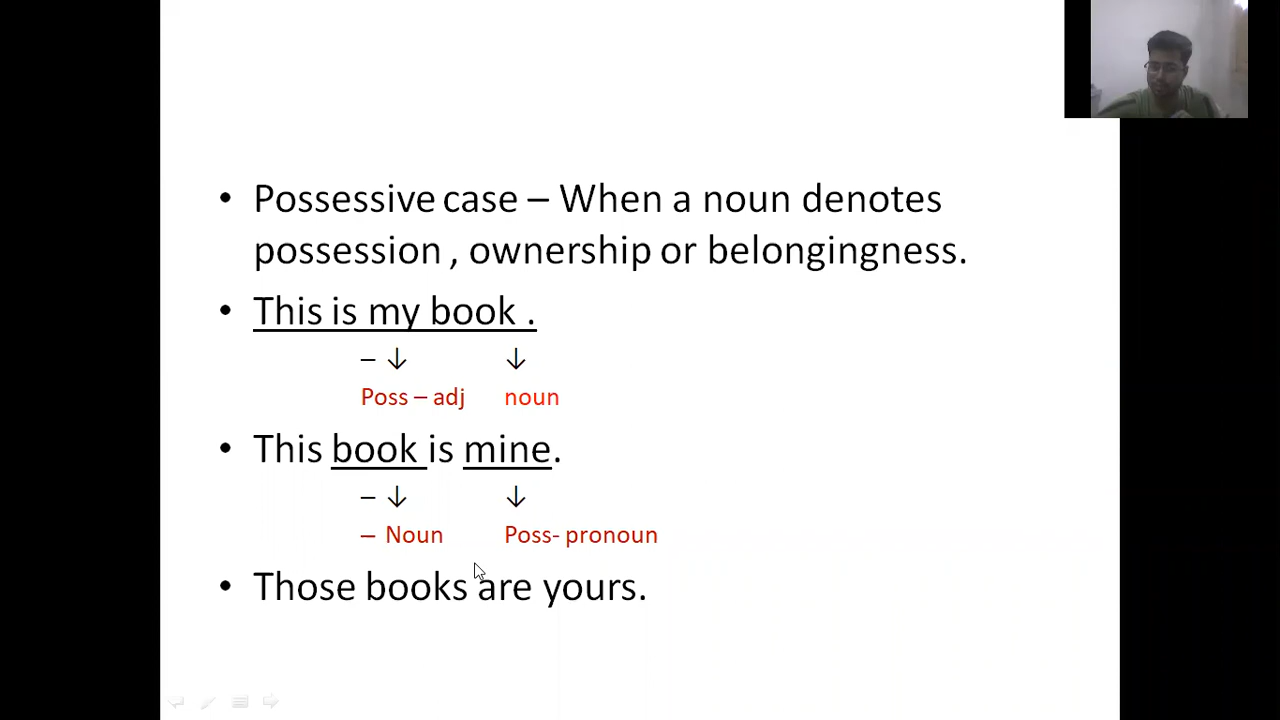 • Possessive case – When a noun denotes
possession , ownership or belongingness.
• This is my book .
– ↓ ↓
Poss – adj noun
• This book is mine.
– ↓ ↓
– Noun Poss- pronoun
• Those books are yours.